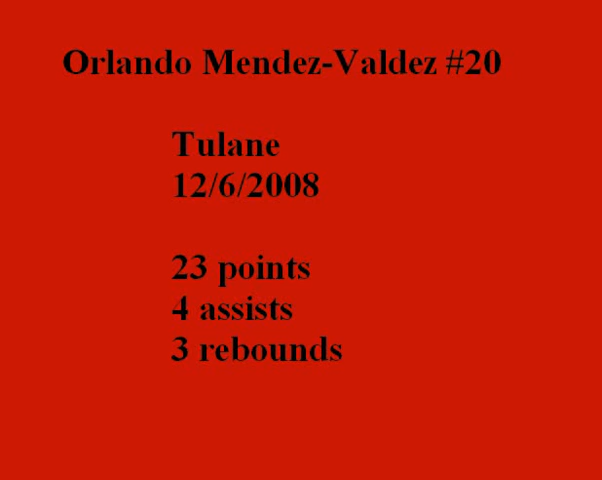 Orlando Mendez-Valdez #20
Tulane
12/6/2008
23 points
4 assists
3 rebounds